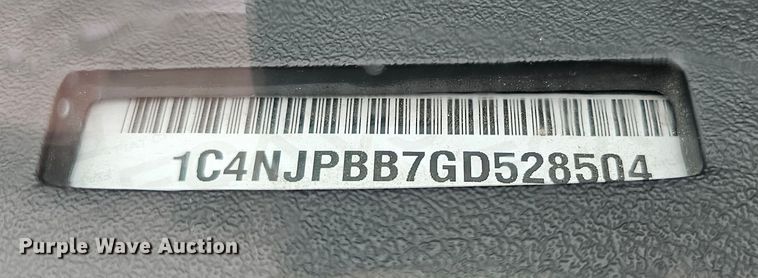 1C4NJPBB7GD528504
Purple Wave Auction